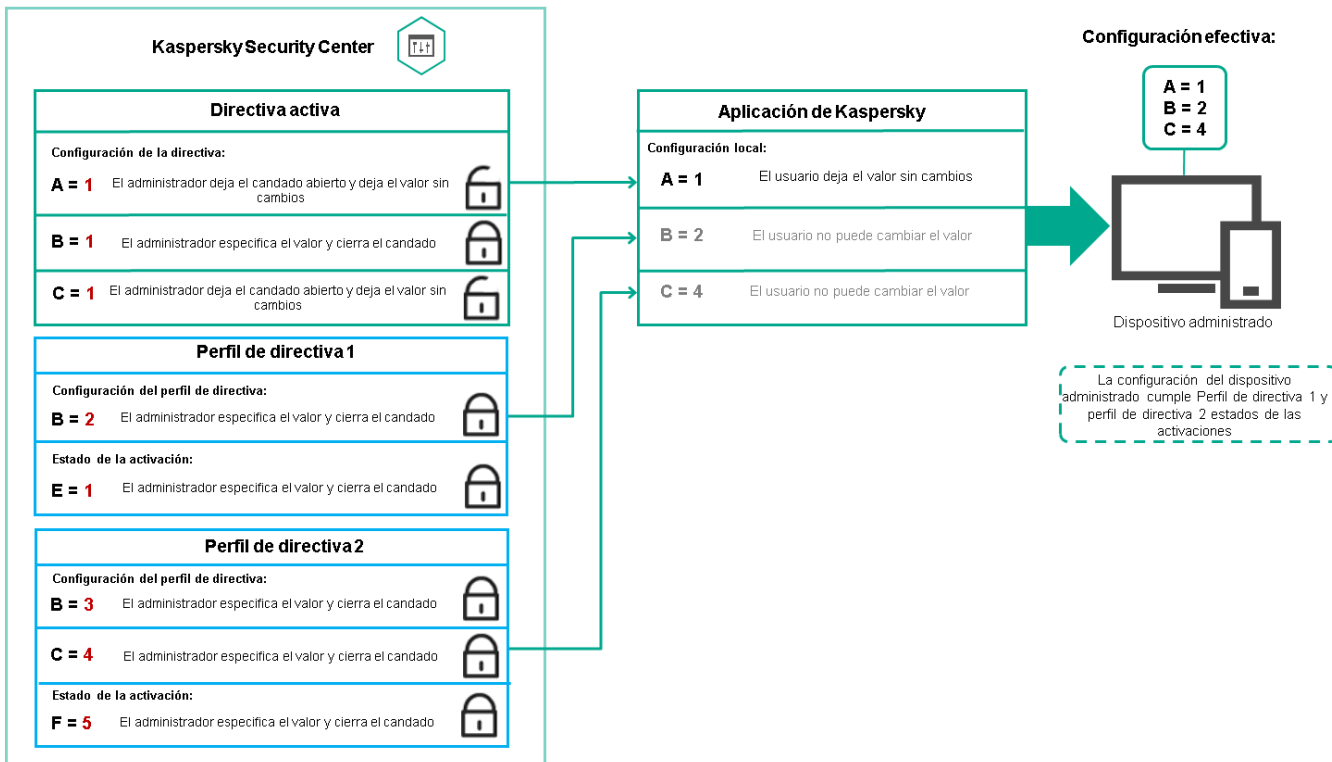 Kaspersky Security Center
Directiva activa
Configuración de la directiva:
A = 1 El administrador deja el candado abierto y deja el valor sin
cambios
B = 1 El administrador especifica el valor y cierra el candado
C = 1 El administrador deja el candado abierto y deja el valor sin
cambios
Perfil de directiva 1
Configuración del perfil de directiva:
B = 2 El administrador especifica el valor y cierra el candado
Estado de la activación:
E = 1 El administrador especifica el valor y cierra el candado
Perfil de directiva 2
Configuración del perfil de directiva:
B = 3 El administrador especifica el valor y cierra el candado
C = 4 El administrador especifica el valor y cierra el candado
Estado de la activación:
F = 5 El administrador especifica el valor y cierra el candado
Aplicación de Kaspersky
Configuración local:
A = 1 El usuario deja el valor sin cambios
B = 2 El usuario no puede cambiar el valor
C = 4 El usuario no puede cambiar el valor
Configuración efectiva:
A = 1
B = 2
C = 4
Dispositivo administrado
La configuración del dispositivo
administrado cumple Perfil de directiva 1 y
perfil de directiva 2 estados de las
activaciones